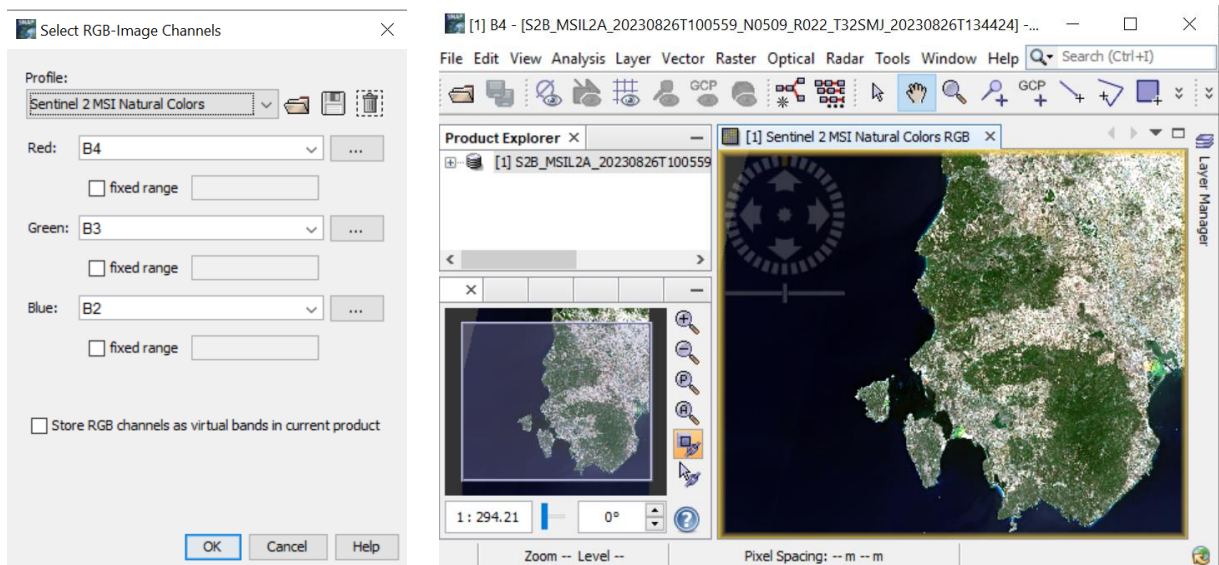 Select RGB-Image Channels
Profile:
Sentinel 2 MSI Natural Colors
Red: B4 ...
fixed range
Green: B3 ...
fixed range
Blue: B2 ...
fixed range
Store RGB channels as virtual bands in current product
OK Cancel Help
[1] B4 - [S2B_MSIL2A_20230826T100559_N0509_R022_T32SMJ_20230826T134424] -...
File Edit View Analysis Layer Vector Raster Optical Radar Tools Window Help Search (Ctrl+I)
GCP GCP
Product Explorer
[1] S2B_MSIL2A_20230826T100559
[1] Sentinel 2 MSI Natural Colors RGB
Layer Manager
1 : 294.21 0°
Zoom -- Level -- Pixel Spacing: -- m -- m